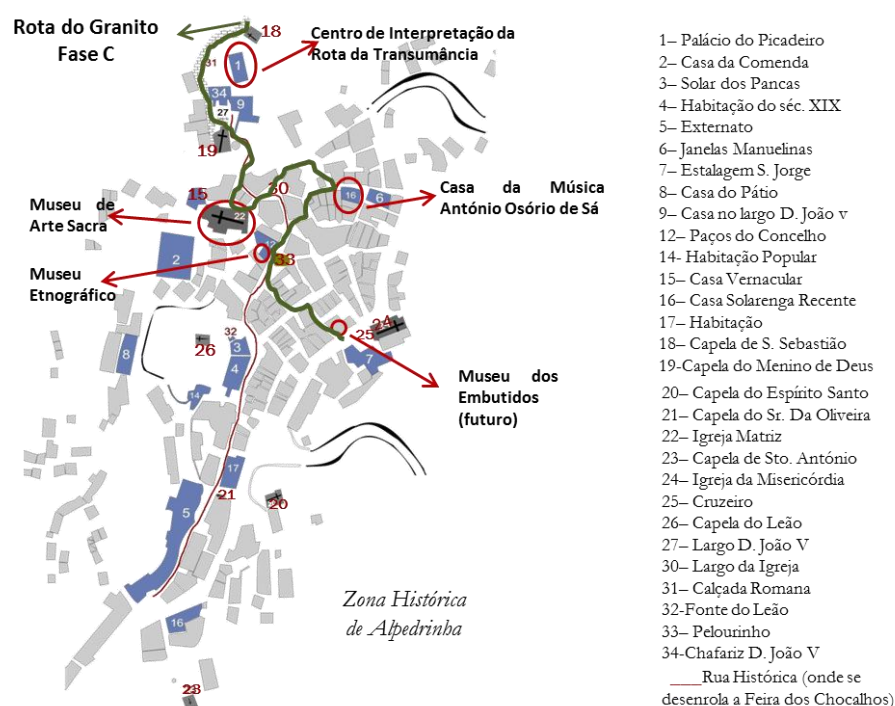 Rota do Granito
Fase C
18
Centro de Interpretação da
Rota da Transumância
31
1
34
9
27
19
30
15
16
6
Casa da Música
António Osório de Sá
Museu de
Arte Sacra
22
12
33
2
Museu
Etnográfico
32
3
26
8
4
24
25
7
14
Museu dos
Embutidos
(futuro)
17
21
20
5
Zona Histórica
de Alpedrinha
16
23
1– Palácio do Picadeiro
2– Casa da Comenda
3– Solar dos Pancas
4– Habitação do séc. XIX
5– Externato
6– Janelas Manuelinas
7– Estalagem S. Jorge
8– Casa do Pátio
9– Casa no largo D. João v
12– Paços do Concelho
14- Habitação Popular
15– Casa Vernacular
16– Casa Solarenga Recente
17– Habitação
18– Capela de S. Sebastião
19-Capela do Menino de Deus
20– Capela do Espírito Santo
21– Capela do Sr. Da Oliveira
22– Igreja Matriz
23– Capela de Sto. António
24– Igreja da Misericórdia
25– Cruzeiro
26– Capela do Leão
27– Largo D. João V
30– Largo da Igreja
31– Calçada Romana
32-Fonte do Leão
33– Pelourinho
34-Chafariz D. João V
___Rua Histórica (onde se
desenrola a Feira dos Chocalhos)